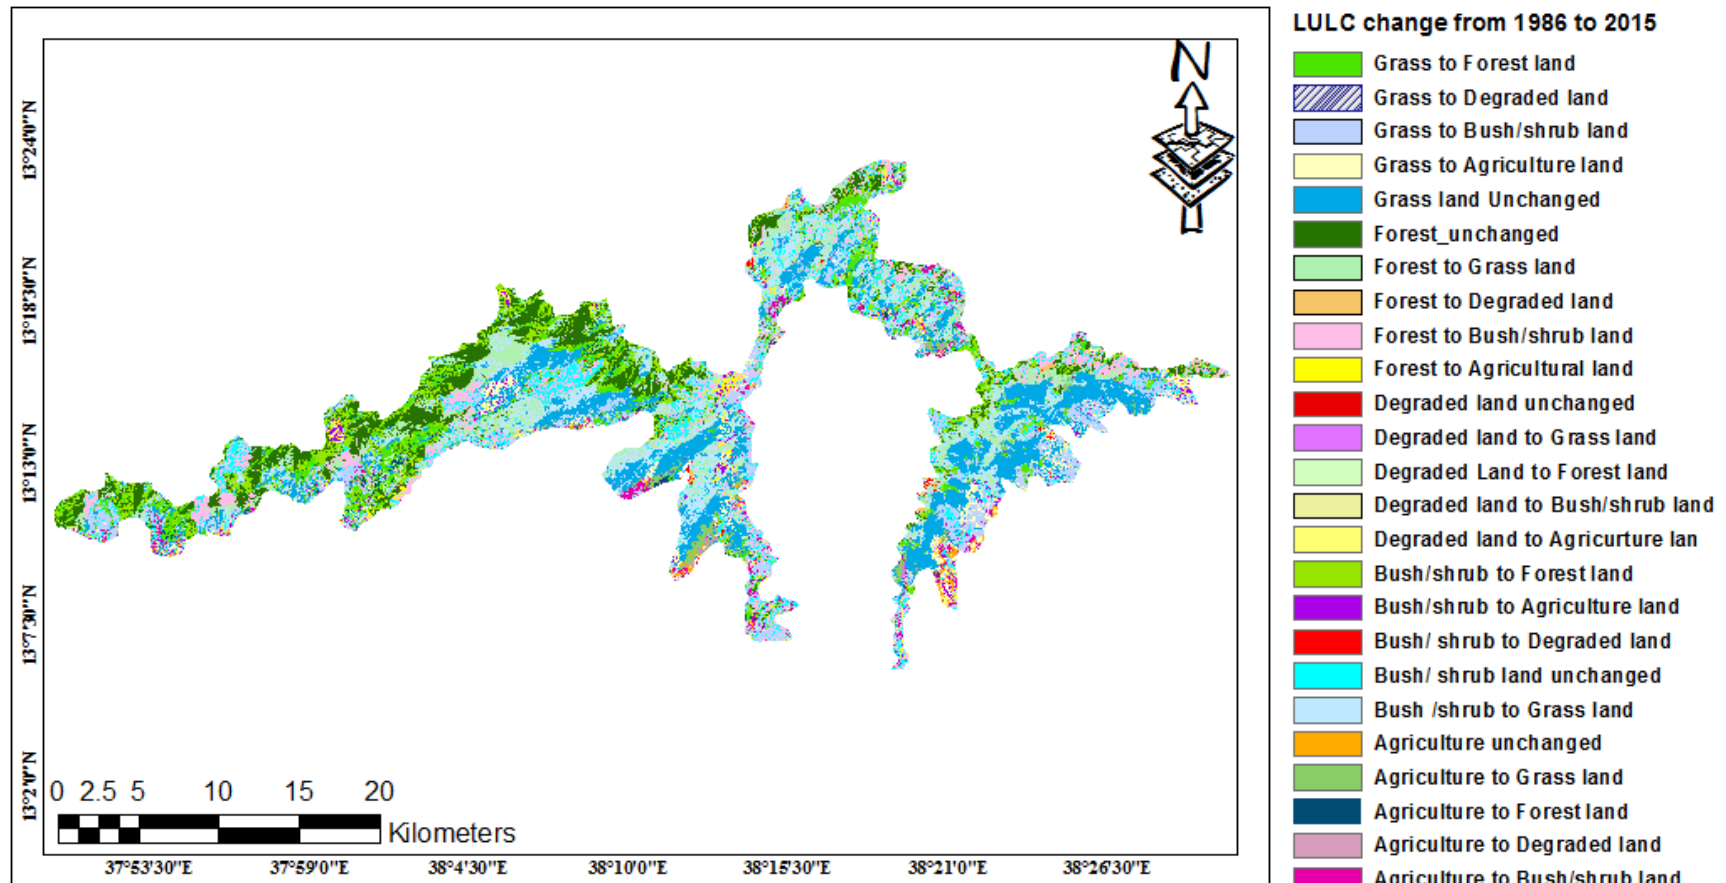 LULC change from 1986 to 2015
Grass to Forest land
Grass to Degraded land
Grass to Bush/shrub land
Grass to Agriculture land
Grass land Unchanged
Forest_unchanged
Forest to Grass land
Forest to Degraded land
Forest to Bush/shrub land
Forest to Agricultural land
Degraded land unchanged
Degraded land to Grass land
Degraded Land to Forest land
Degraded land to Bush/shrub land
Degraded land to Agricurture lan
Bush/shrub to Forest land
Bush/shrub to Agriculture land
Bush/ shrub to Degraded land
Bush/ shrub land unchanged
Bush /shrub to Grass land
Agriculture unchanged
Agriculture to Grass land
Agriculture to Forest land
Agriculture to Degraded land
Agriculture to Bush/shrub land
N
13°24'0"N
13°18'30"N
13°13'0"N
13°7'30"N
13°2'0"N
0 2.5 5 10 15 20
Kilometers
37°53'30"E 37°59'0"E 38°4'30"E 38°10'0"E 38°15'30"E 38°21'0"E 38°26'30"E